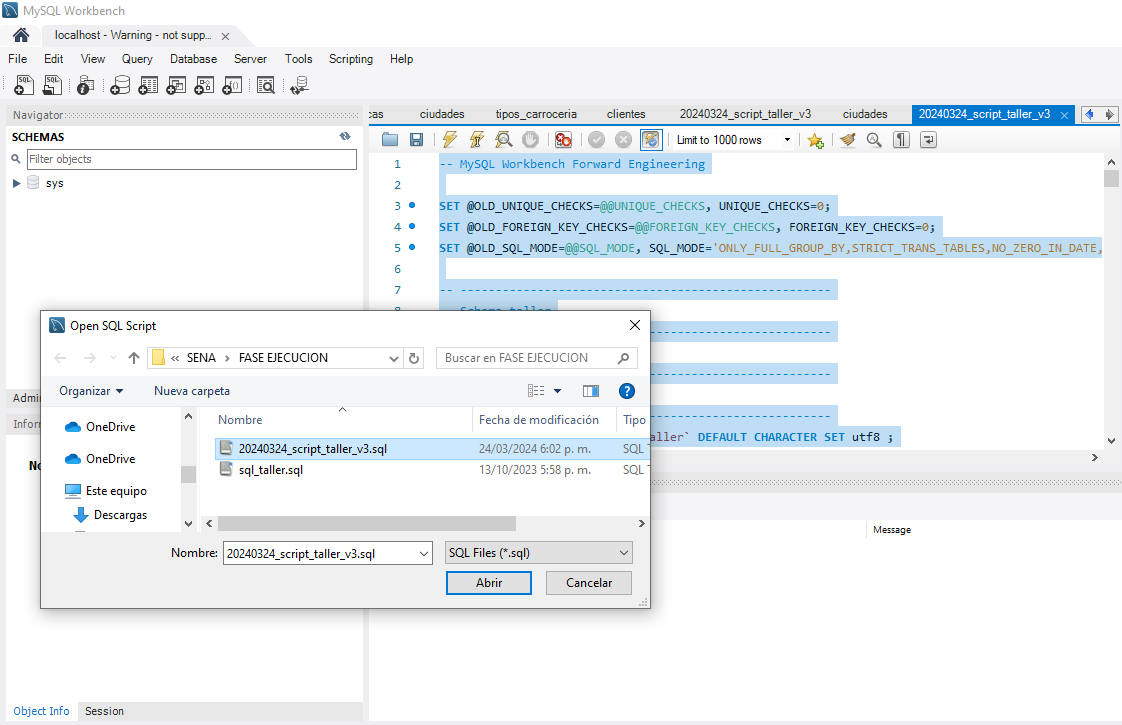 MySQL Workbench
localhost - Warning - not supp...
File Edit View Query Database Server Tools Scripting Help
Navigator
SCHEMAS
Filter objects
sys
ciudades tipos_carroceria clientes 20240324_script_taller_v3 ciudades 20240324_script_taller_v3
Limit to 1000 rows
1 -- MySQL Workbench Forward Engineering
2
3 SET @OLD_UNIQUE_CHECKS=@@UNIQUE_CHECKS, UNIQUE_CHECKS=0;
4 SET @OLD_FOREIGN_KEY_CHECKS=@@FOREIGN_KEY_CHECKS, FOREIGN_KEY_CHECKS=0;
5 SET @OLD_SQL_MODE=@@SQL_MODE, SQL_MODE='ONLY_FULL_GROUP_BY,STRICT_TRANS_TABLES,NO_ZERO_IN_DATE,
6
7 -- -----------------------------------------------------
8 -- Schema taller
aller` DEFAULT CHARACTER SET utf8 ;
Open SQL Script
« SENA › FASE EJECUCION
Buscar en FASE EJECUCION
Organizar Nueva carpeta
Nombre Fecha de modificación Tipo
20240324_script_taller_v3.sql 24/03/2024 6:02 p. m. SQL T
sql_taller.sql 13/10/2023 5:58 p. m. SQL T
OneDrive
OneDrive
Este equipo
Descargas
Nombre: 20240324_script_taller_v3.sql SQL Files (*.sql)
Abrir Cancelar
Admi
Infor
No
Message
Object Info Session